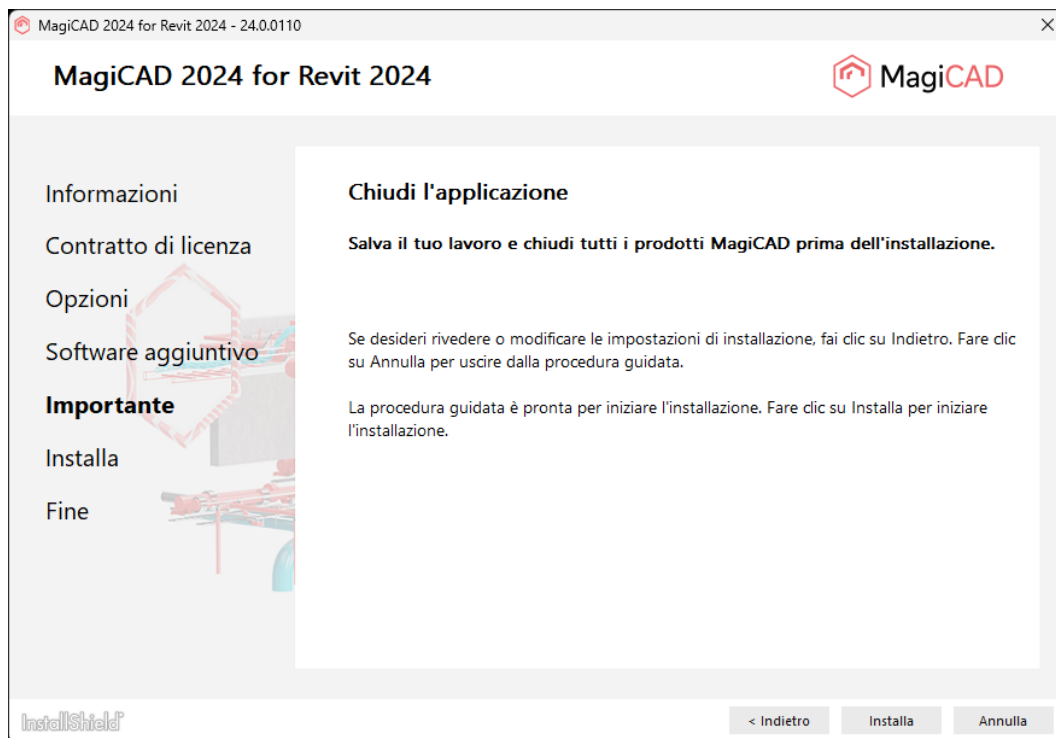 MagiCAD 2024 for Revit 2024 - 24.0.0110
MagiCAD 2024 for Revit 2024
MagiCAD
Informazioni
Contratto di licenza
Opzioni
Software aggiuntivo
Importante
Installa
Fine
Chiudi l'applicazione
Salva il tuo lavoro e chiudi tutti i prodotti MagiCAD prima dell'installazione.
Se desideri rivedere o modificare le impostazioni di installazione, fai clic su Indietro. Fare clic
su Annulla per uscire dalla procedura guidata.
La procedura guidata è pronta per iniziare l'installazione. Fare clic su Installa per iniziare
l'installazione.
InstallShield®
< Indietro
Installa
Annulla